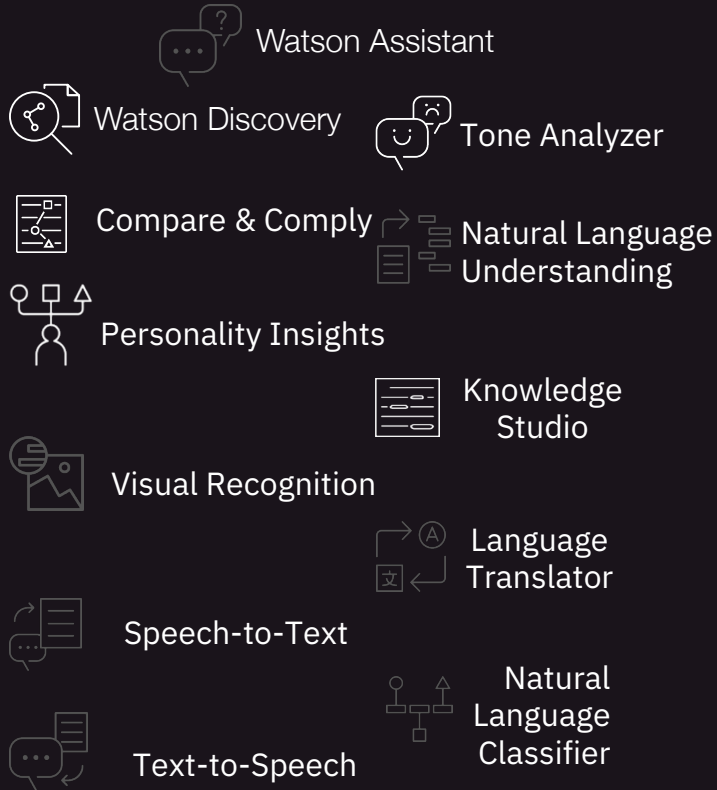 ?
Watson Assistant
Watson Discovery
Tone Analyzer
Compare & Comply
Natural Language
Understanding
Personality Insights
Knowledge
Studio
Visual Recognition
A
文
Language
Translator
Speech-to-Text
Natural
Language
Classifier
Text-to-Speech